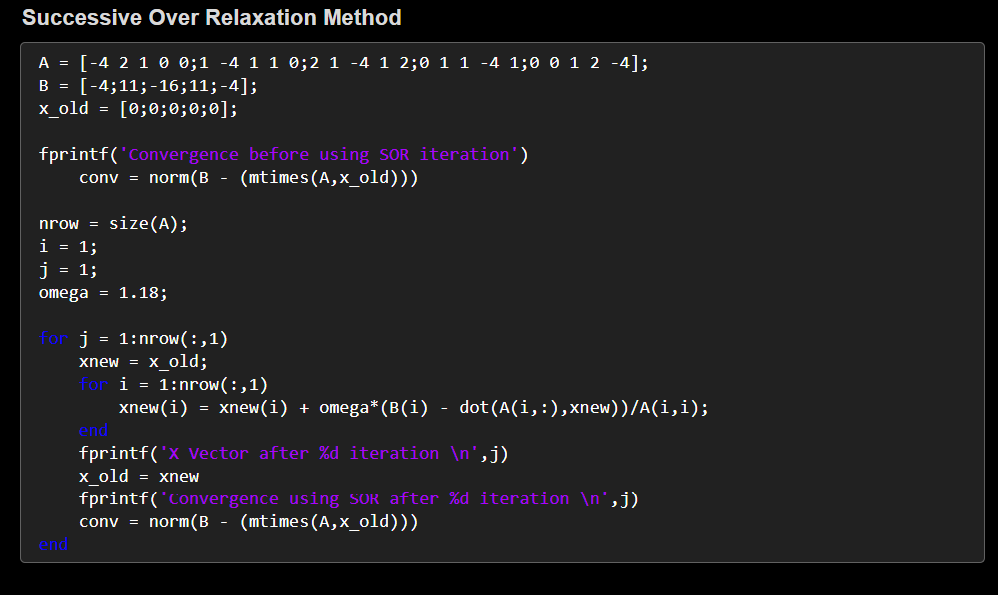 Successive Over Relaxation Method
A = [-4 2 1 0 0;1 -4 1 1 0;2 1 -4 1 2;0 1 1 -4 1;0 0 1 2 -4];
B = [-4;11;-16;11;-4];
x_old = [0;0;0;0;0];
fprintf('Convergence before using SOR iteration')
conv = norm(B - (mtimes(A,x_old)))
nrow = size(A);
i = 1;
j = 1;
omega = 1.18;
for j = 1:nrow(:,1)
xnew = x_old;
for i = 1:nrow(:,1)
xnew(i) = xnew(i) + omega*(B(i) - dot(A(i,:),xnew))/A(i,i);
end
fprintf('X Vector after %d iteration \n',j)
x_old = xnew
fprintf('Convergence using SOR after %d iteration \n',j)
conv = norm(B - (mtimes(A,x_old)))
end